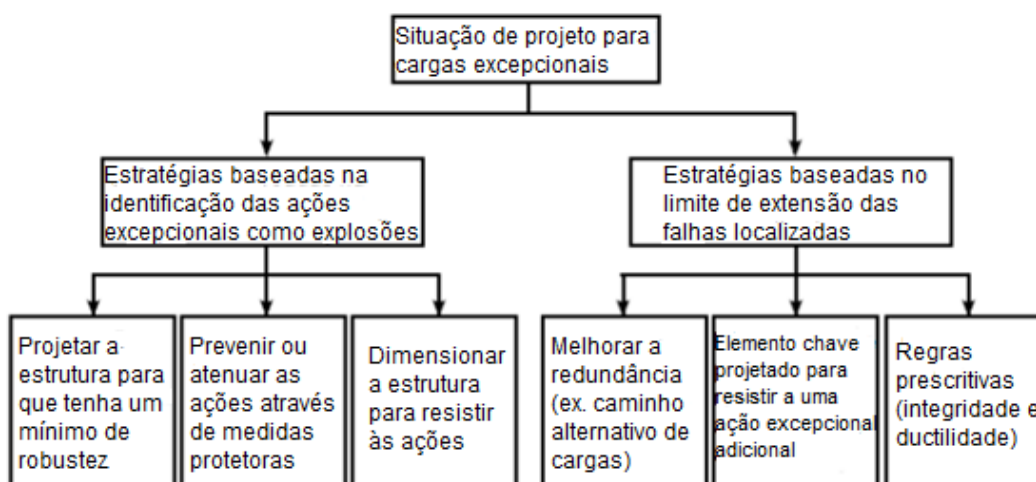 Situação de projeto para
cargas excepcionais
Estratégias baseadas na
identificação das ações
excepcionais como explosões
Estratégias baseadas no
limite de extensão das
falhas localizadas
Projetar a
estrutura para
que tenha um
mínimo de
robustez
Prevenir ou
atenuar as
ações através
de medidas
protetoras
Dimensionar
a estrutura
para resistir
às ações
Melhorar a
redundância
(ex. caminho
alternativo de
cargas)
Elemento chave
projetado para
resistir a uma
ação excepcional
adicional
Regras
prescritivas
(integridade e
ductilidade)